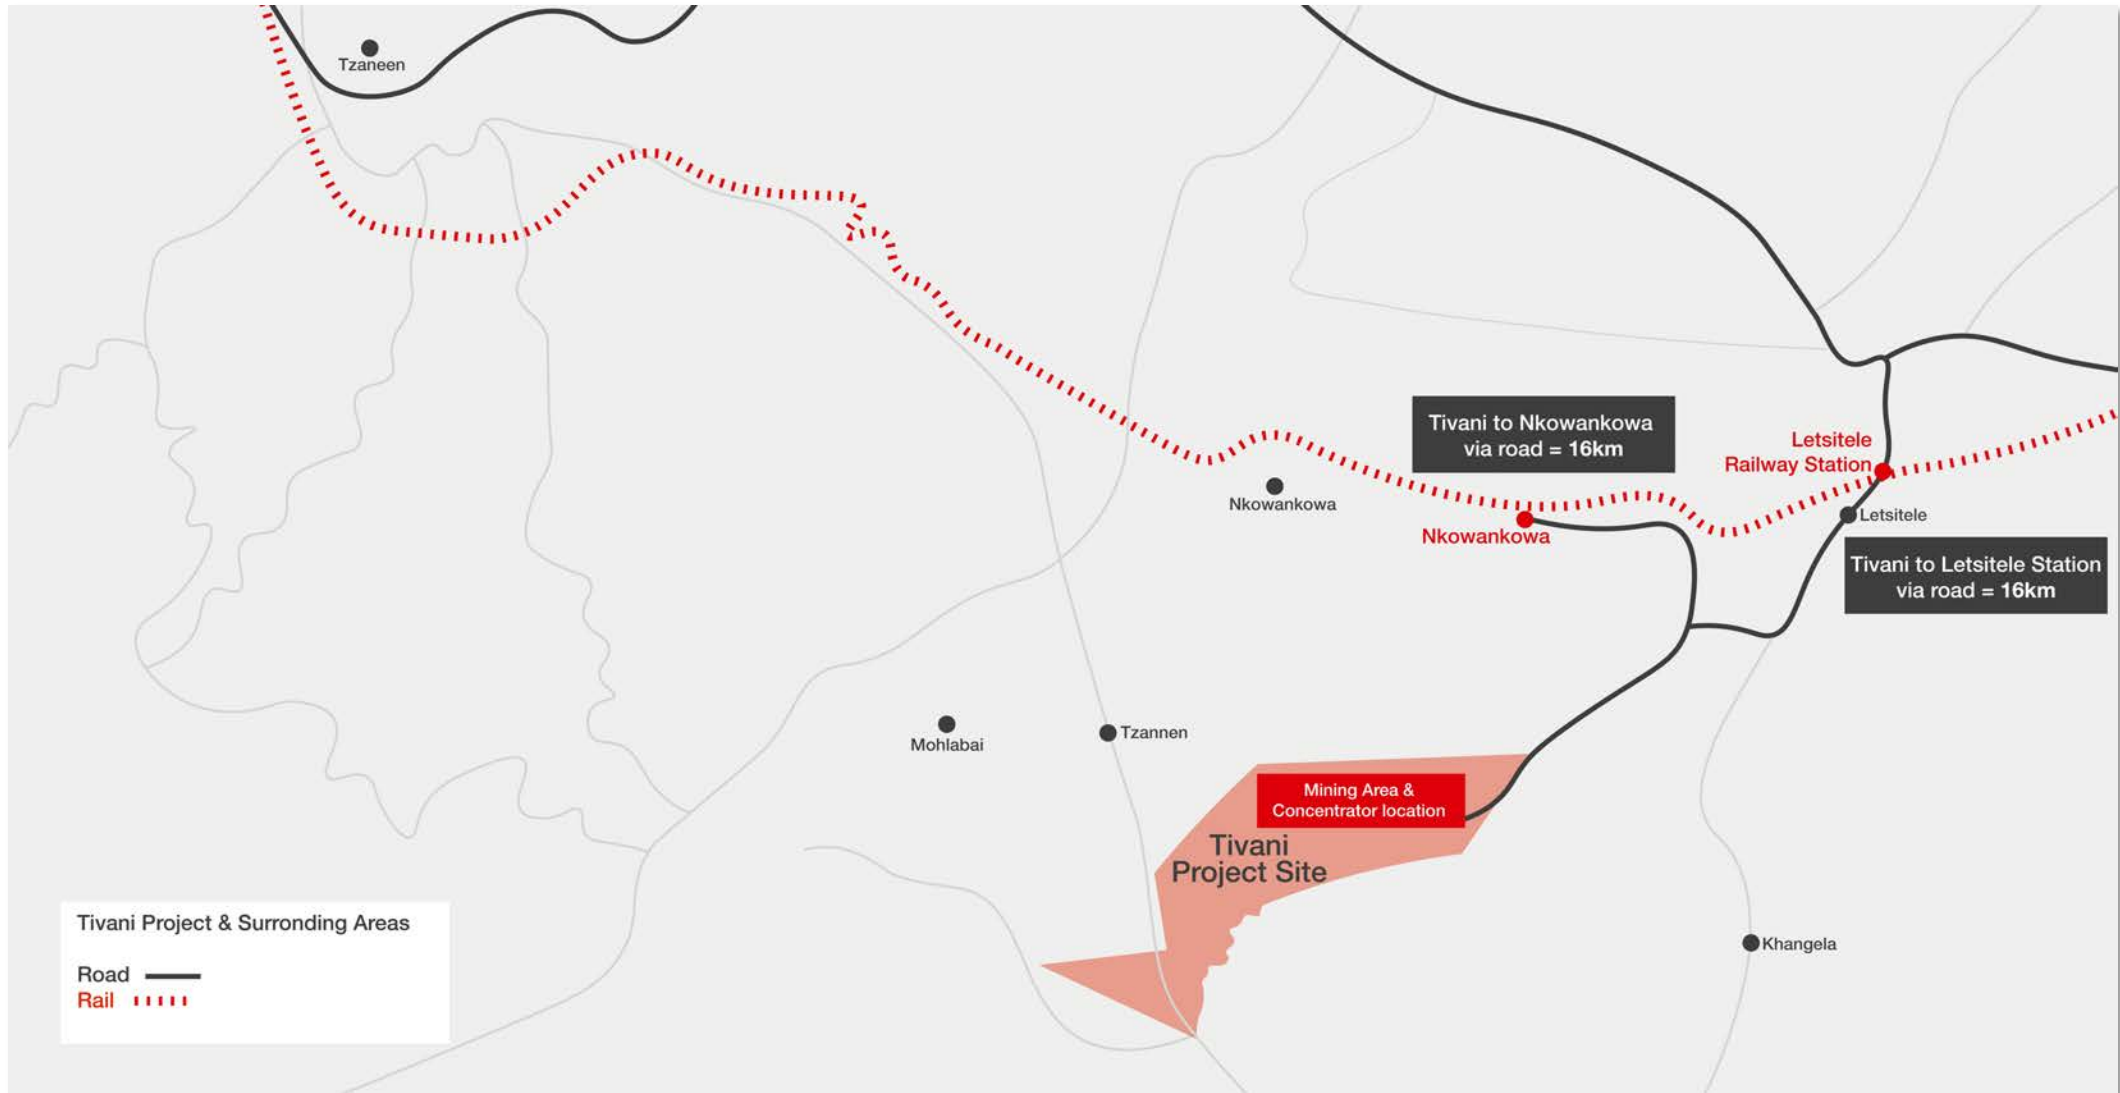 Tzaneen
Tivani to Nkowankowa
via road = 16km
Letsitele
Railway Station
Nkowankowa
Letsitele
Nkowankowa
Tivani to Letsitele Station
via road = 16km
Mohlabai
Tzannen
Mining Area &
Concentrator location
Tivani
Project Site
Tivani Project & Surronding Areas
Road
Rail
Khangela